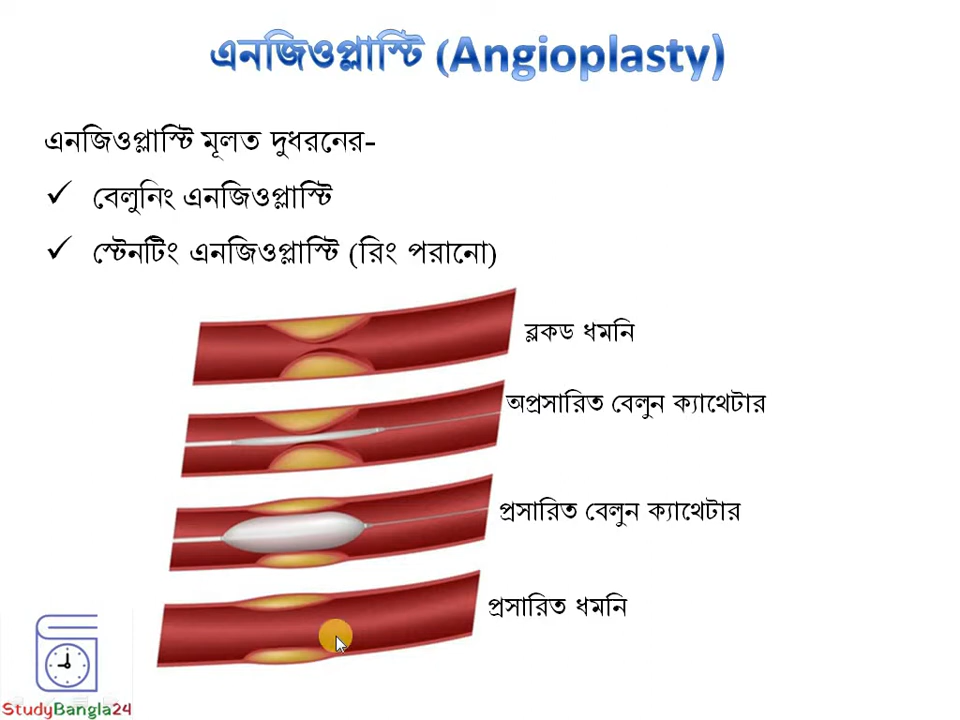 এনজিওপ্লাস্টি (Angioplasty)
এনজিওপ্লাস্টি মূলত দুধরনের-
✓ বেলুনিং এনজিওপ্লাস্টি
✓ স্টেনটিং এনজিওপ্লাস্টি (রিং পরানো)
ব্লকড ধমনি
অপ্রসারিত বেলুন ক্যাথেটার
প্রসারিত বেলুন ক্যাথেটার
প্রসারিত ধমনি
StudyBangla24